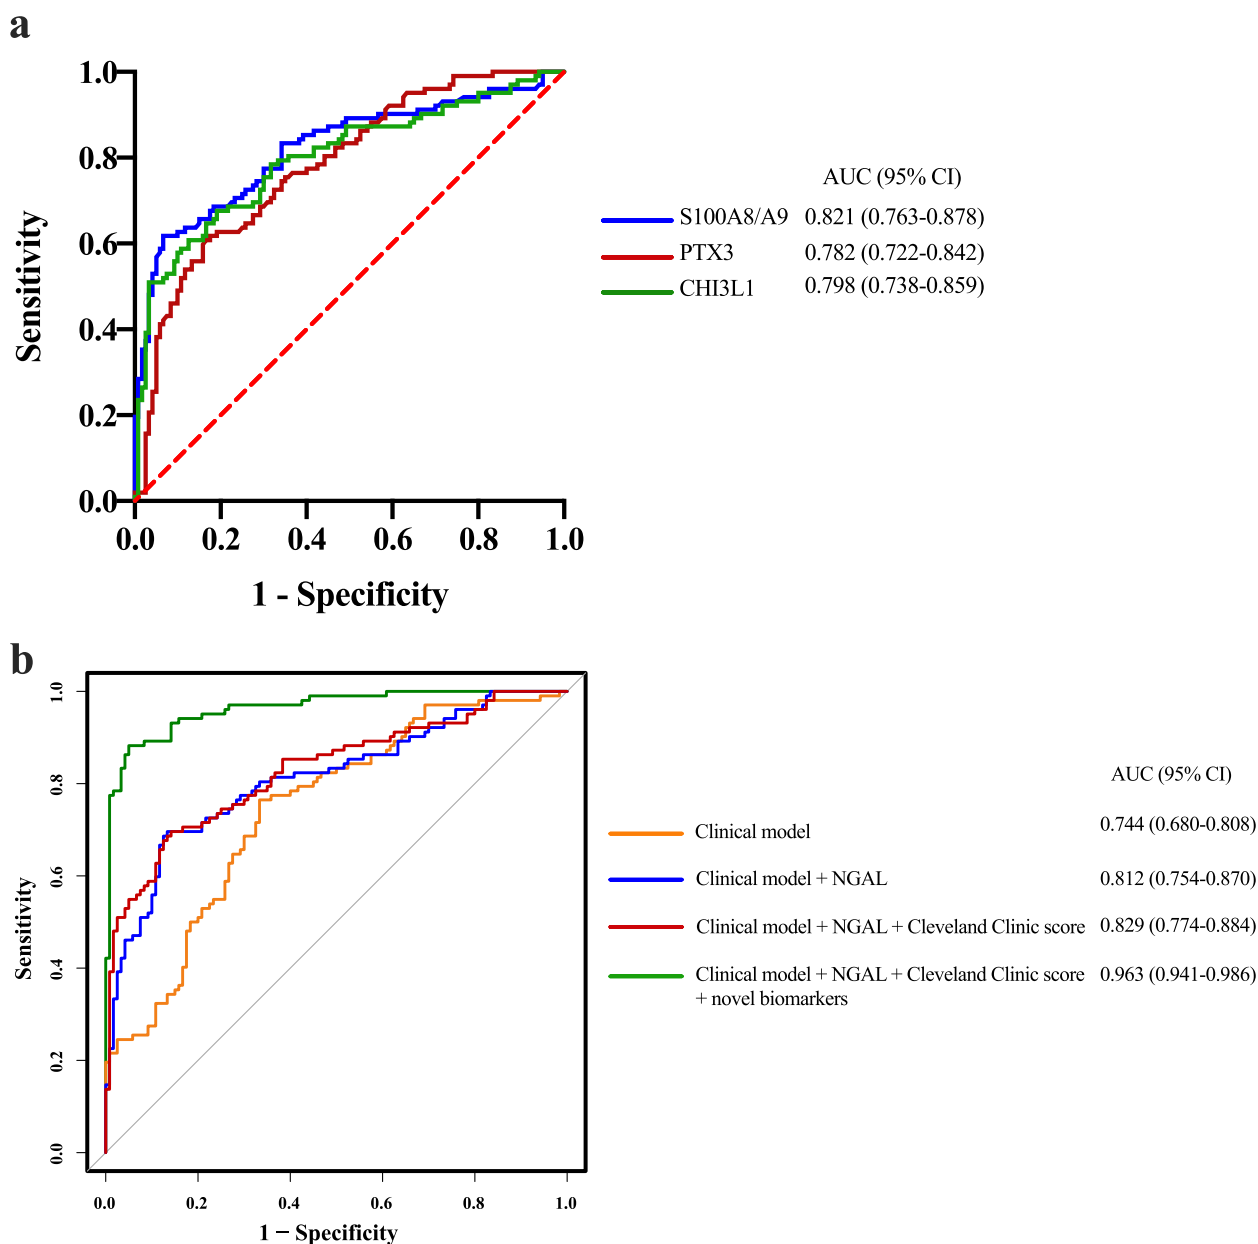 a
1.0
0.8
0.6
0.4
0.2
0.0
Sensitivity
0.0 0.2 0.4 0.6 0.8 1.0
1 - Specificity
AUC (95% CI)
S100A8/A9 0.821 (0.763-0.878)
PTX3 0.782 (0.722-0.842)
CHI3L1 0.798 (0.738-0.859)
b
1.0
0.8
0.6
0.4
0.2
0.0
Sensitivity
0.0 0.2 0.4 0.6 0.8 1.0
1 − Specificity
AUC (95% CI)
Clinical model 0.744 (0.680-0.808)
Clinical model + NGAL 0.812 (0.754-0.870)
Clinical model + NGAL + Cleveland Clinic score 0.829 (0.774-0.884)
Clinical model + NGAL + Cleveland Clinic score 0.963 (0.941-0.986)
+ novel biomarkers